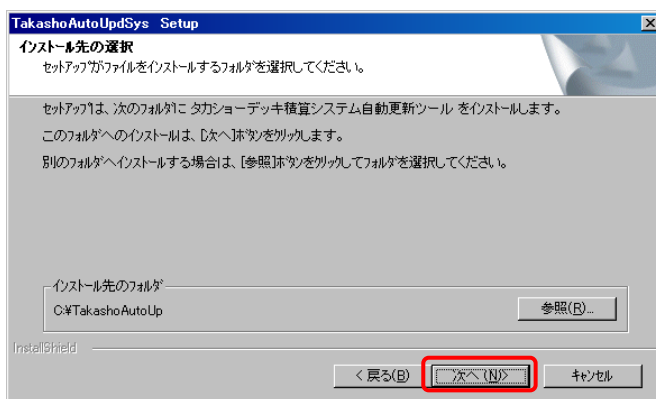 TakashoAutoUpdSys Setup
インストール先の選択
セットアップがファイルをインストールするフォルダを選択してください。
セットアップは、次のフォルダに タカショーデッキ積算システム自動更新ツール をインストールします。
このフォルダへのインストールは、[次へ]ボタンをクリックします。
別のフォルダへインストールする場合は、[参照]ボタンをクリックしてフォルダを選択してください。
インストール先のフォルダ
C:¥TakashoAutoUp
参照(R)...
InstallShield
< 戻る(B)
次へ(N)>
キャンセル